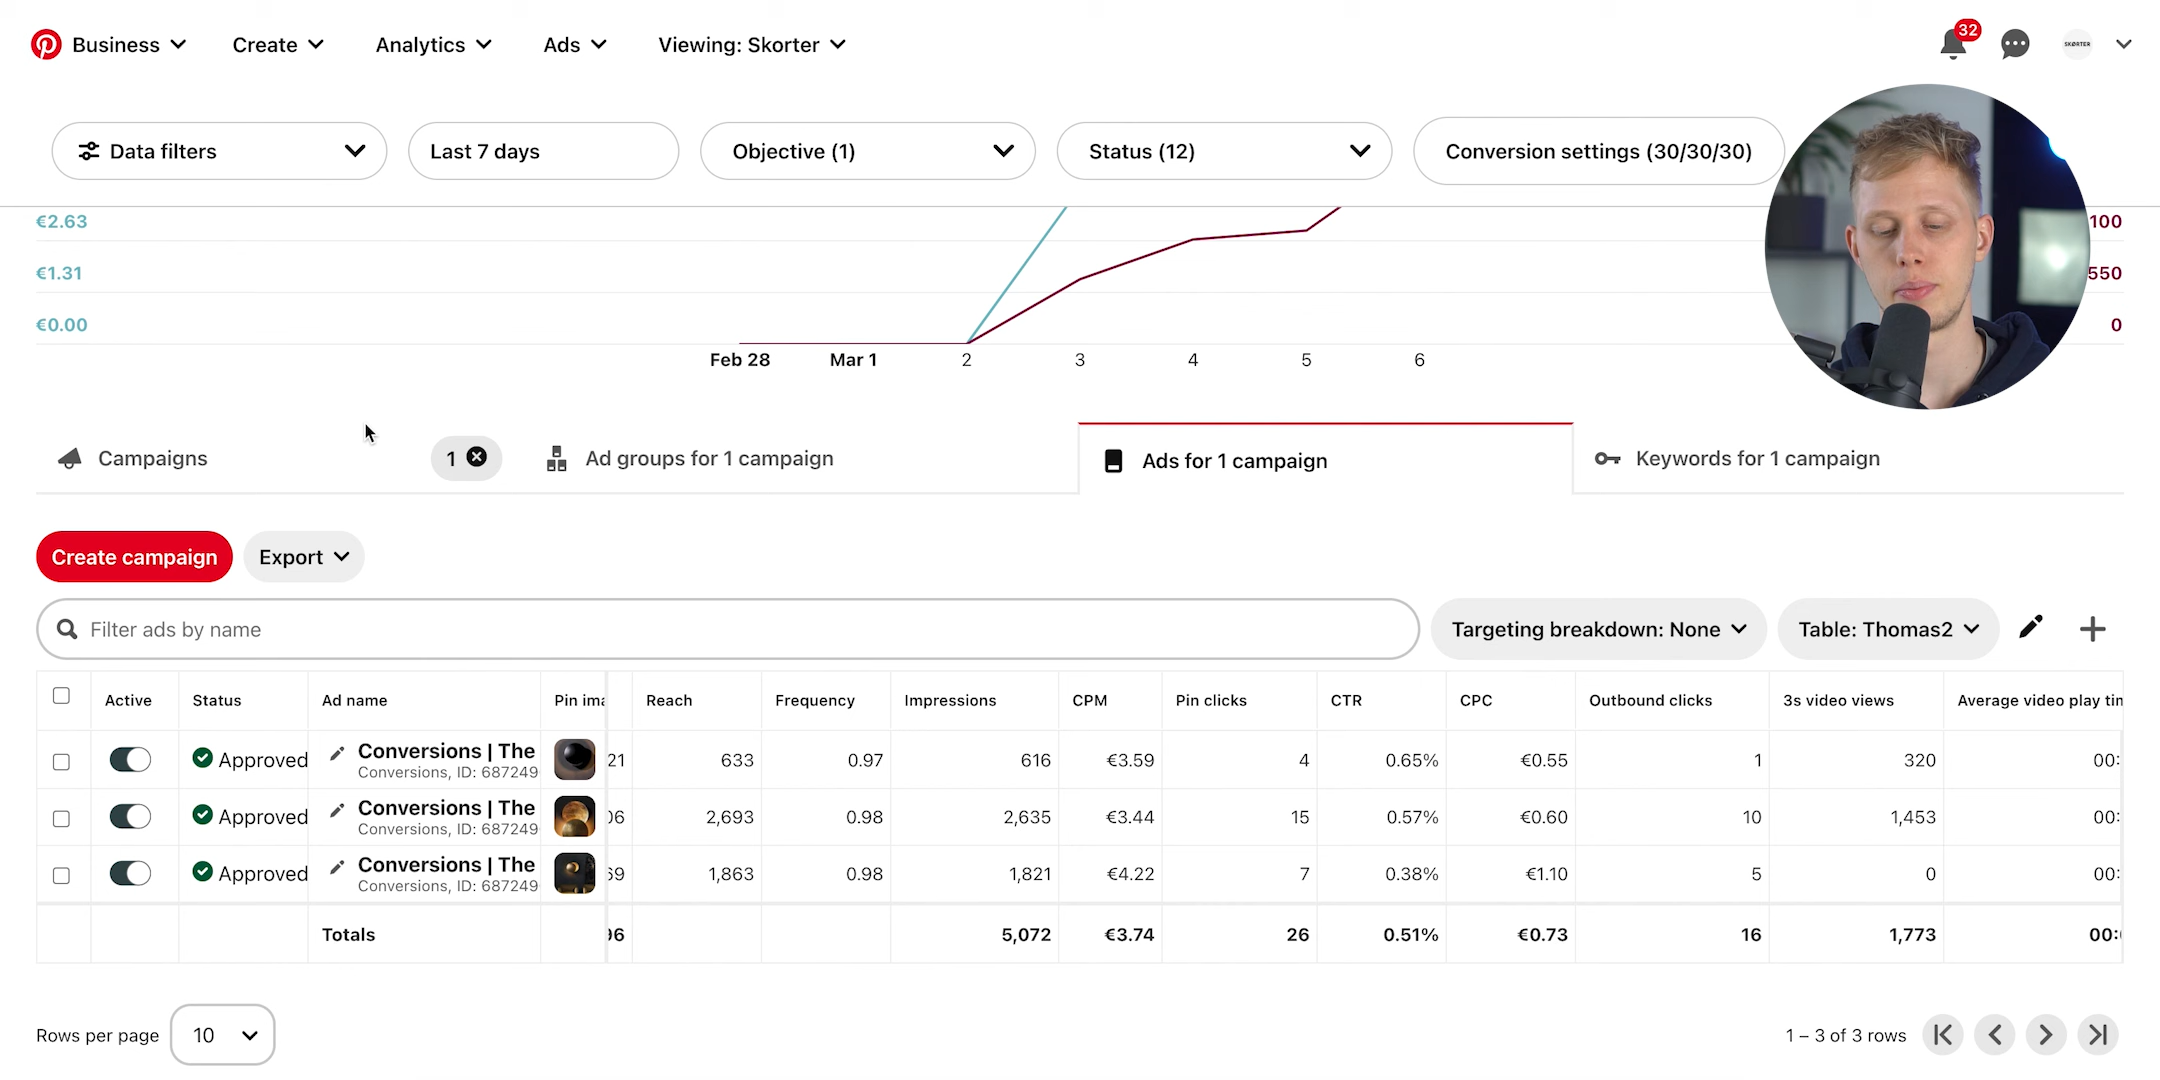 Business Create Analytics Ads Viewing: Skorter 32 SKØRTER
Data filters Last 7 days Objective (1) Status (12) Conversion settings (30/30/30)
€2.63 100
€1.31 550
€0.00 0
Feb 28 Mar 1 2 3 4 5 6
Campaigns 1 Ad groups for 1 campaign Ads for 1 campaign Keywords for 1 campaign
Create campaign Export
Filter ads by name Targeting breakdown: None Table: Thomas2
Active Status Ad name Pin ima Reach Frequency Impressions CPM Pin clicks CTR CPC Outbound clicks 3s video views Average video play tin
Approved Conversions | The 21 633 0.97 616 €3.59 4 0.65% €0.55 1 320 00:
Conversions, ID: 687249
Approved Conversions | The 06 2,693 0.98 2,635 €3.44 15 0.57% €0.60 10 1,453 00:
Conversions, ID: 687249
Approved Conversions | The 69 1,863 0.98 1,821 €4.22 7 0.38% €1.10 5 0 00:
Conversions, ID: 687249
Totals 96 5,072 €3.74 26 0.51% €0.73 16 1,773 00:
Rows per page 10 1 – 3 of 3 rows